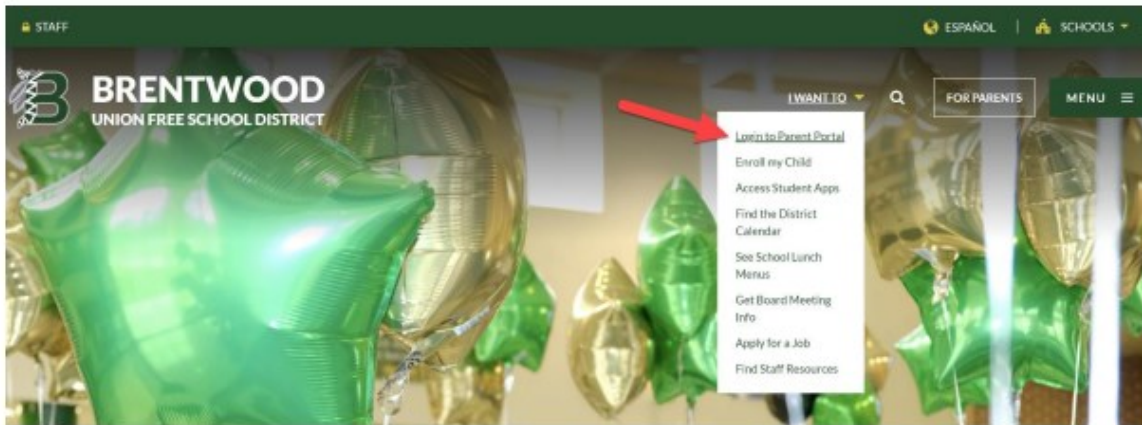 STAFF
ESPAÑOL | SCHOOLS
BRENTWOOD
UNION FREE SCHOOL DISTRICT
I WANT TO
FOR PARENTS
MENU
Login to Parent Portal
Enroll my Child
Access Student Apps
Find the District
Calendar
See School Lunch
Menus
Get Board Meeting
Info
Apply for a Job
Find Staff Resources